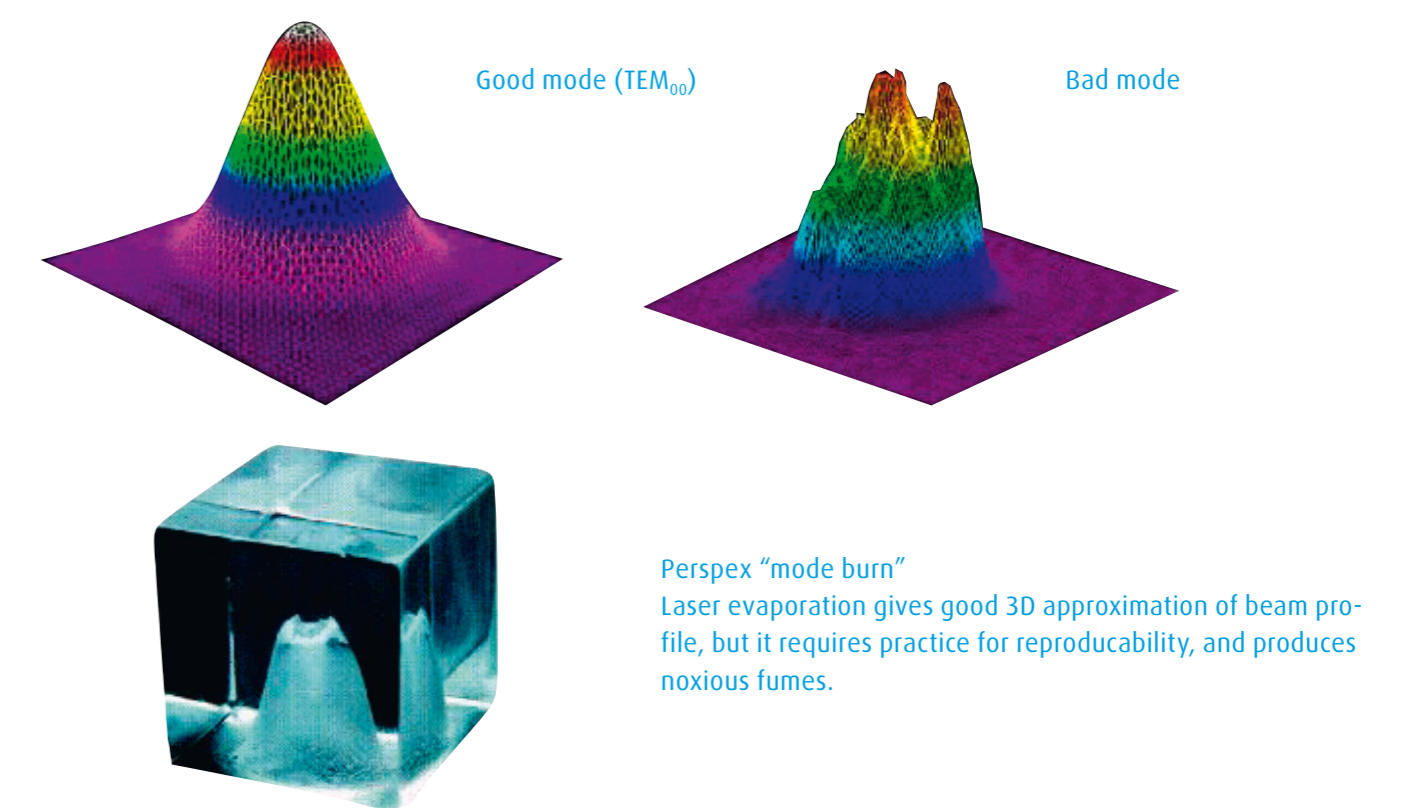 Good mode (TEM₀₀)
Bad mode
Perspex “mode burn”
Laser evaporation gives good 3D approximation of beam pro-
file, but it requires practice for reproducability, and produces
noxious fumes.